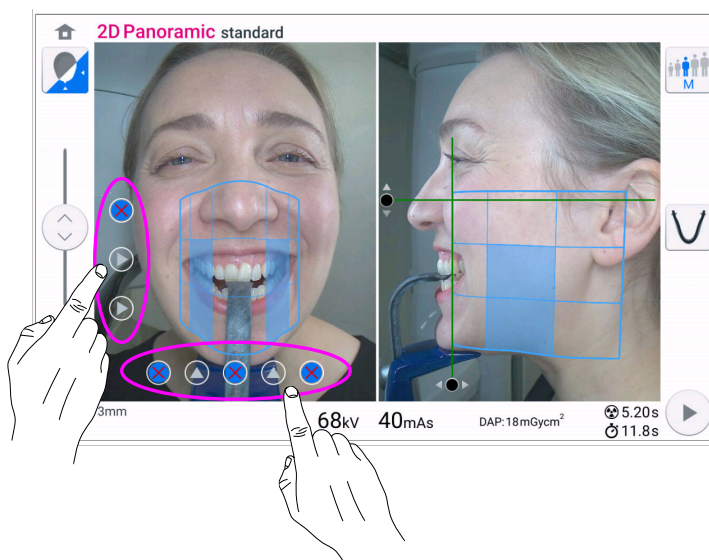 2D Panoramic standard
M
3mm
68kV 40mAs DAP:18mGycm²
5.20s
11.8s